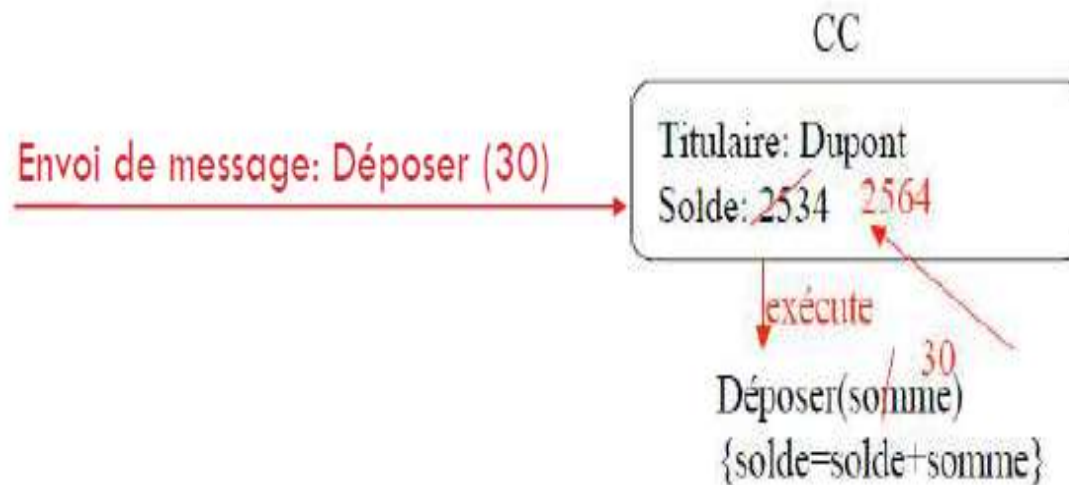 CC
Envoi de message: Déposer (30)
Titulaire: Dupont
Solde: 2534 2564
exécute
30
Déposer(somme)
{solde=solde+somme}